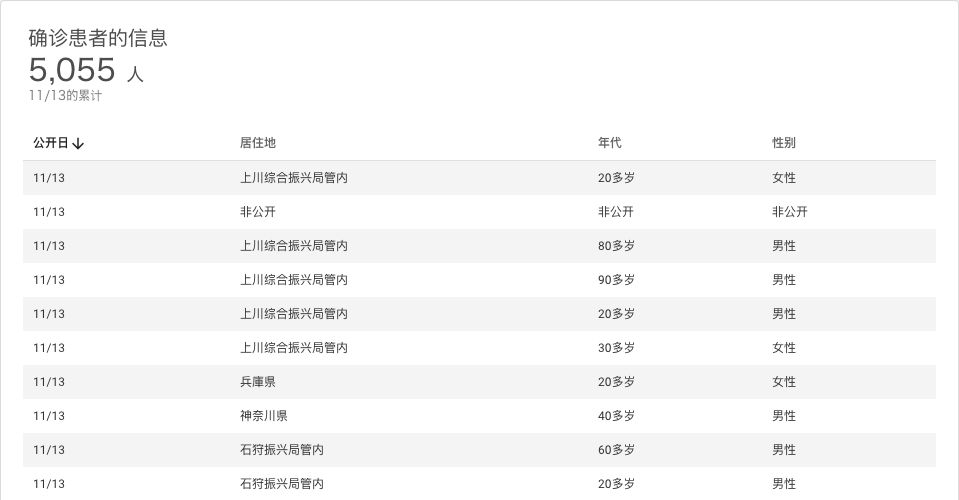 确诊患者的信息
5,055 人
11/13的累计
公开日↓ 居住地 年代 性别
11/13 上川综合振兴局管内 20多岁 女性
11/13 非公开 非公开 非公开
11/13 上川综合振兴局管内 80多岁 男性
11/13 上川综合振兴局管内 90多岁 男性
11/13 上川综合振兴局管内 20多岁 男性
11/13 上川综合振兴局管内 30多岁 女性
11/13 兵庫県 20多岁 女性
11/13 神奈川県 40多岁 男性
11/13 石狩振兴局管内 60多岁 男性
11/13 石狩振兴局管内 20多岁 男性